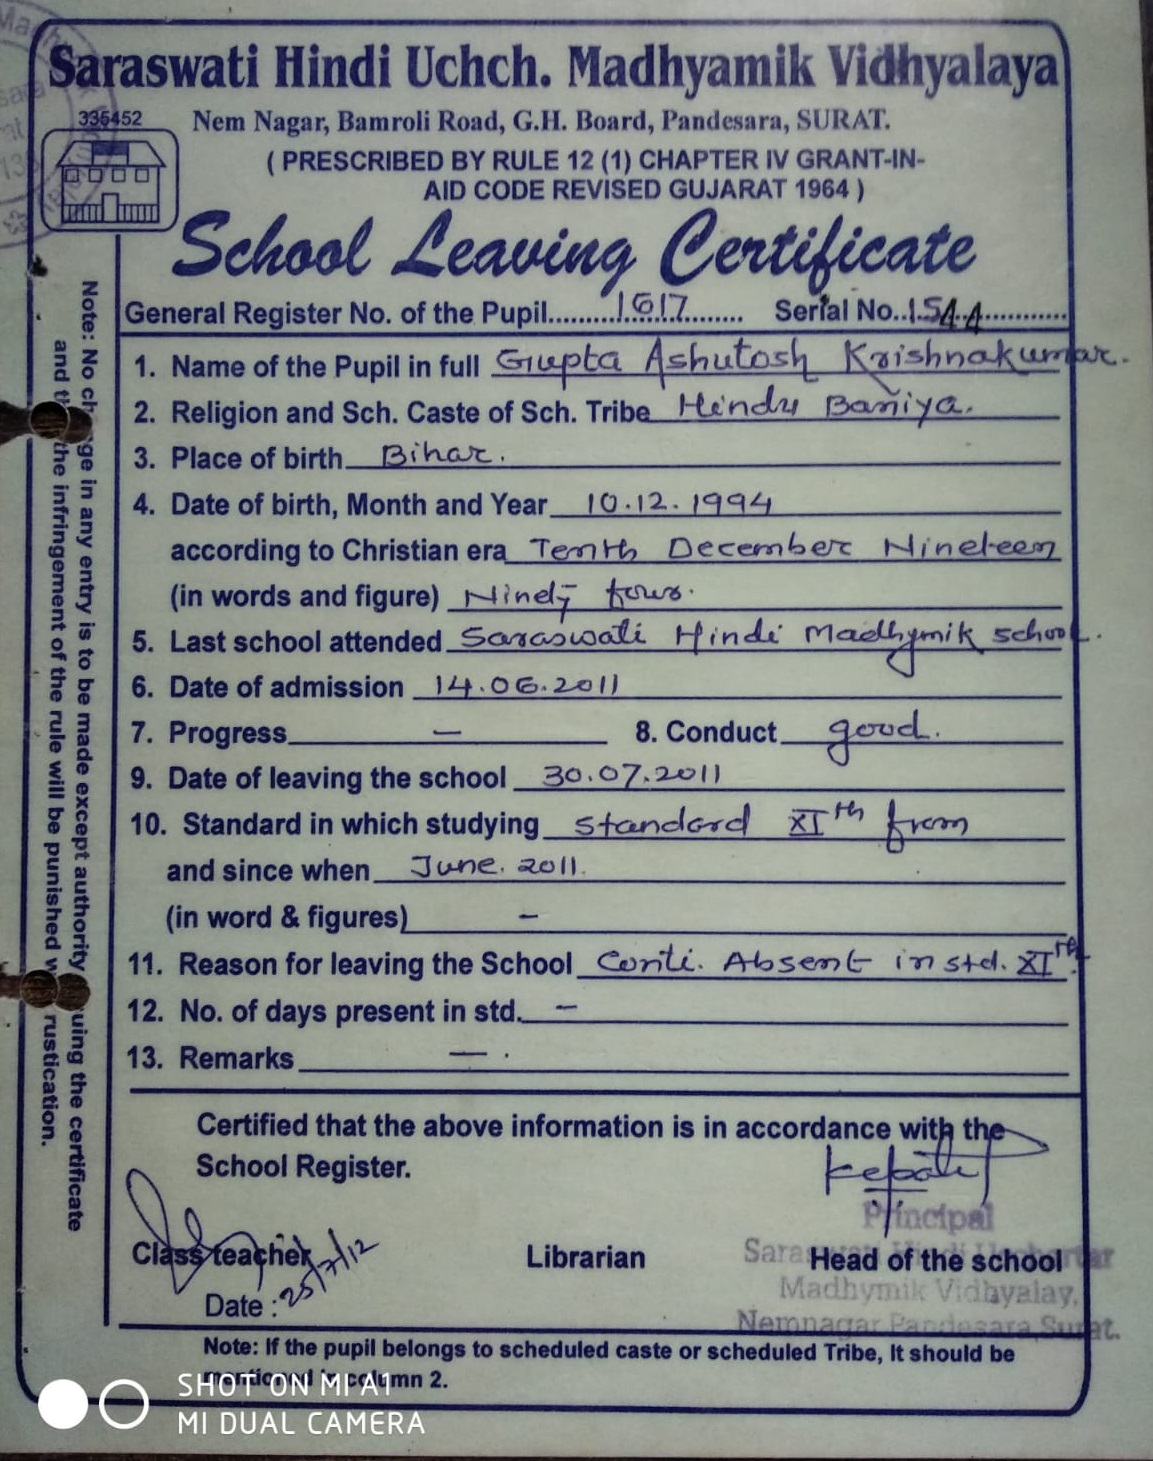 Saraswati Hindi Uchch. Madhyamik Vidhyalaya
335452
Nem Nagar, Bamroli Road, G.H. Board, Pandesara, SURAT.
( PRESCRIBED BY RULE 12 (1) CHAPTER IV GRANT-IN-
AID CODE REVISED GUJARAT 1964 )
School Leaving Certificate
General Register No. of the Pupil..........1617........ Serial No..1544............
1. Name of the Pupil in full Gupta Ashutosh Krishnakumar.
2. Religion and Sch. Caste of Sch. Tribe Hindu Baniya.
3. Place of birth Bihar.
4. Date of birth, Month and Year 10.12.1994
according to Christian era Tenth December Nineteen
(in words and figure) Ninety four.
5. Last school attended Saraswati Hindi Madhymik school.
6. Date of admission 14.06.2011
7. Progress — 8. Conduct good.
9. Date of leaving the school 30.07.2011
10. Standard in which studying standard XIth from
and since when June. 2011.
(in word & figures) -
11. Reason for leaving the School Conti. Absent in std. XIth.
12. No. of days present in std. -
13. Remarks — .
Certified that the above information is in accordance with the
School Register.
Principal
Class teacher Librarian Head of the school
Saraswati Hindi
Madhymik Vidhyalay,
Date : 25/7/12
Nemnagar Pandesara,Surat.
Note: If the pupil belongs to scheduled caste or scheduled Tribe, It should be
mentioned in column 2.
Note: No change in any entry is to be made except authority the certificate
and the infringement of the rule will be punished rustication.
SHOT ON MI A1
MI DUAL CAMERA